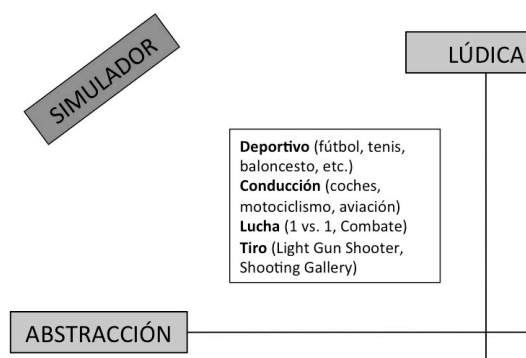 SIMULADOR
LÚDICA
Deportivo (fútbol, tenis,
baloncesto, etc.)
Conducción (coches,
motociclismo, aviación)
Lucha (1 vs. 1, Combate)
Tiro (Light Gun Shooter,
Shooting Gallery)
ABSTRACCIÓN